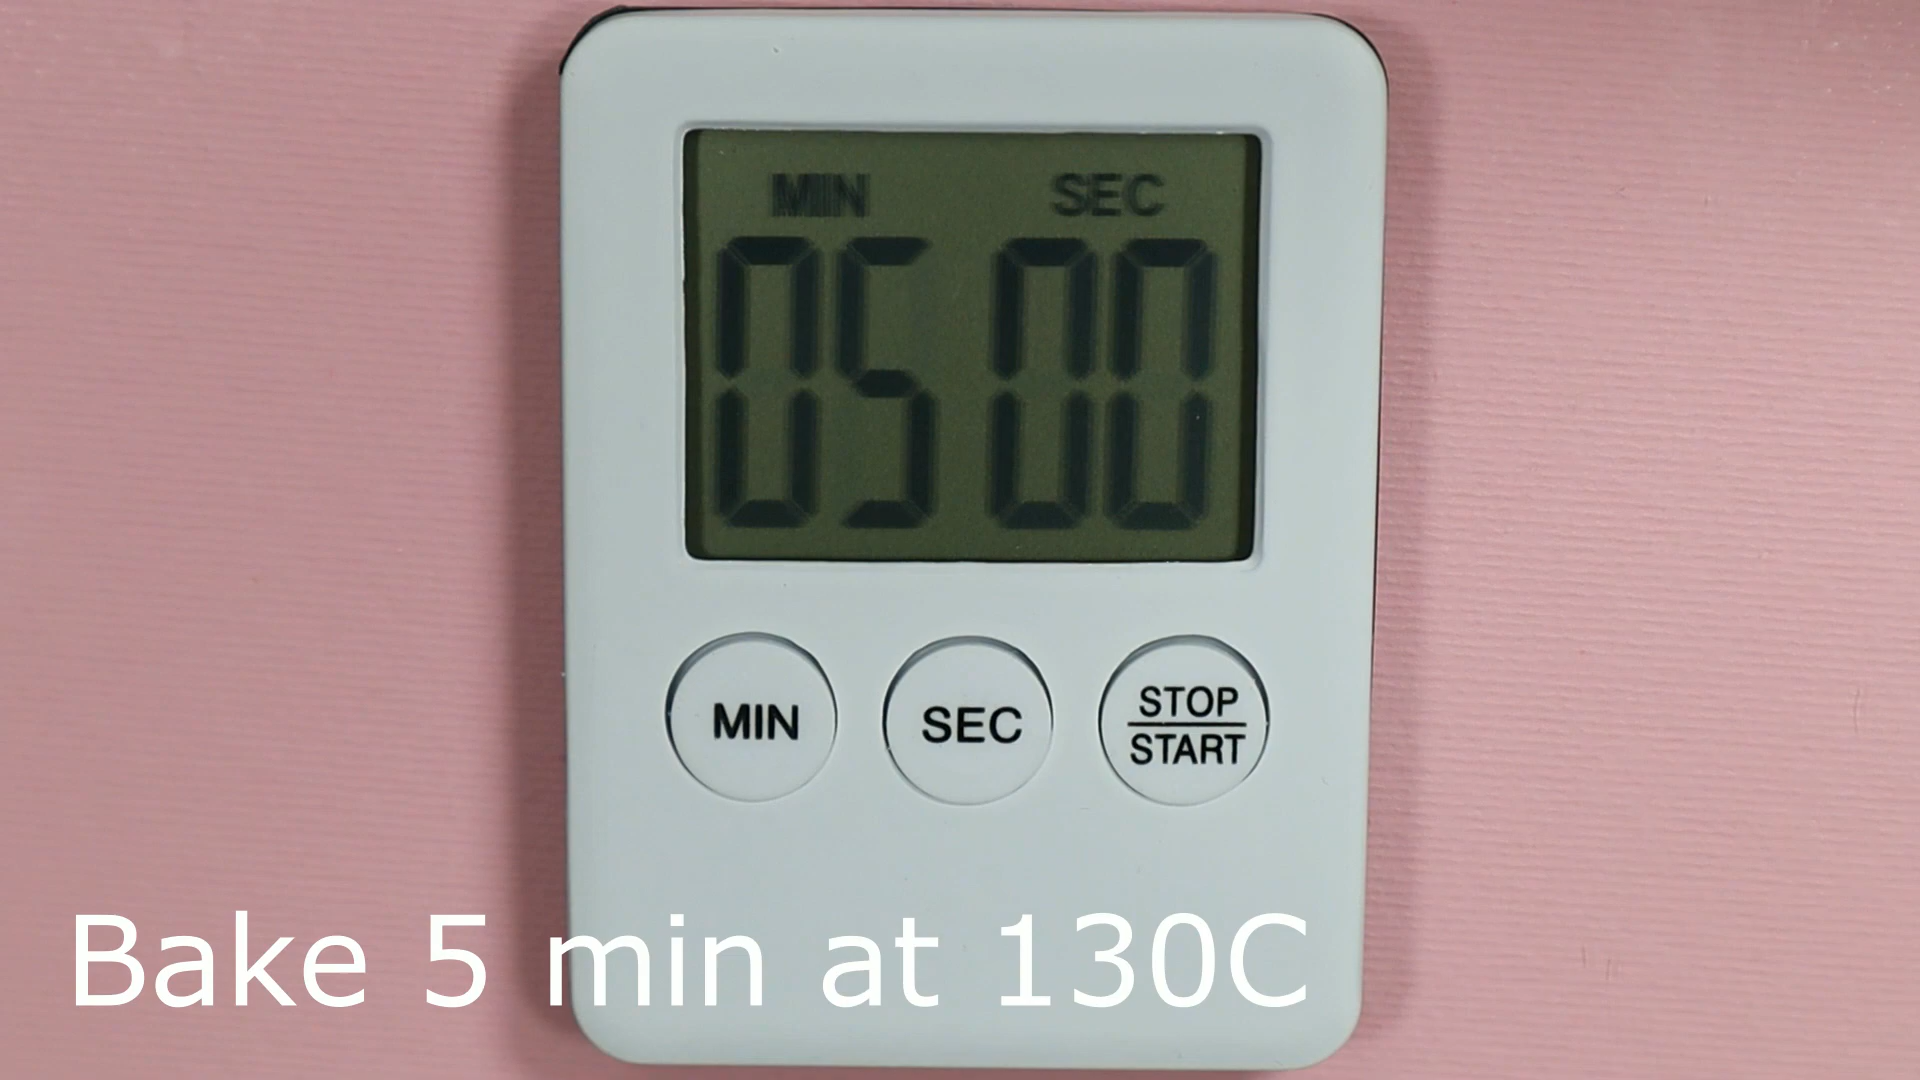 MIN SEC
05 00
MIN SEC STOP
START
Bake 5 min at 130C